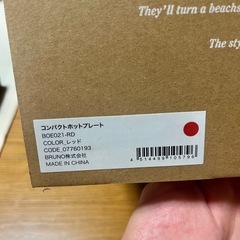 They'll turn a beachs
The sty
コンパクトホットプレート
BOE021-RD
COLOR_レッド
CODE_07760193
BRUNO株式会社
MADE IN CHINA
4514499105796